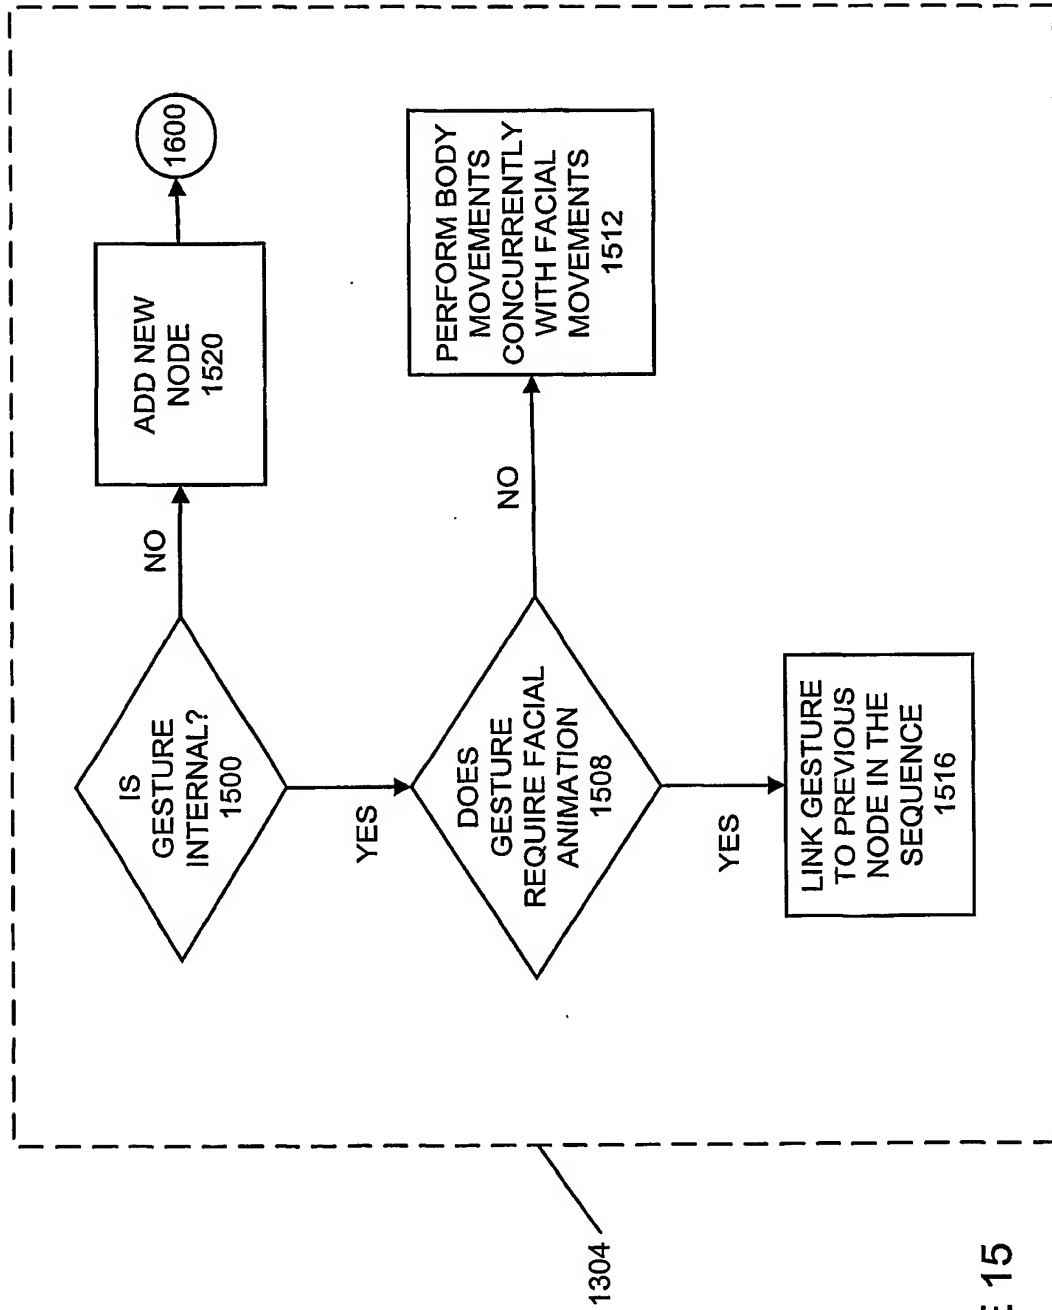 IS
GESTURE
INTERNAL?
1500
NO
ADD NEW
NODE
1520
1600
YES
DOES
GESTURE
REQUIRE FACIAL
ANIMATION
1508
NO
PERFORM BODY
MOVEMENTS
CONCURRENTLY
WITH FACIAL
MOVEMENTS
1512
YES
LINK GESTURE
TO PREVIOUS
NODE IN THE
SEQUENCE
1516
1304
15